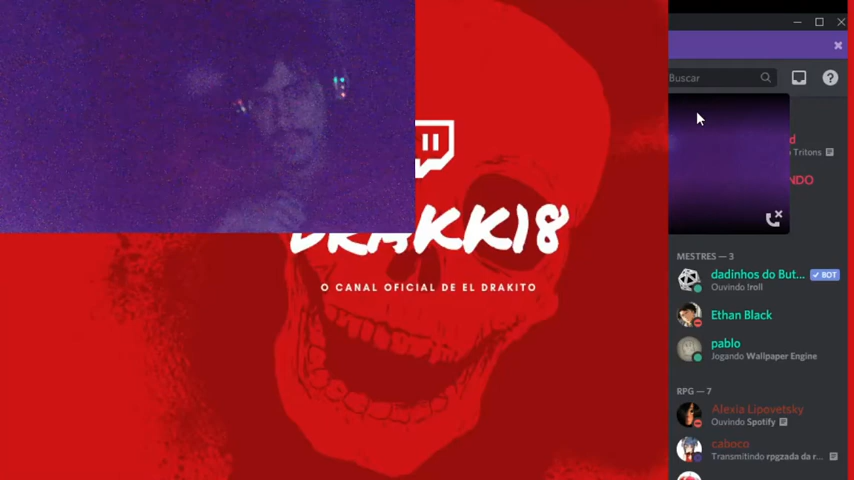 Buscar
d
Tritons
NDO
DRAKK18
O CANAL OFICIAL DE EL DRAKITO
MESTRES — 3
dadinhos do But... BOT
Ouvindo !roll
Ethan Black
pablo
Jogando Wallpaper Engine
RPG — 7
Alexia Lipovetsky
Ouvindo Spotify
caboco
Transmitindo rpgzada da r...